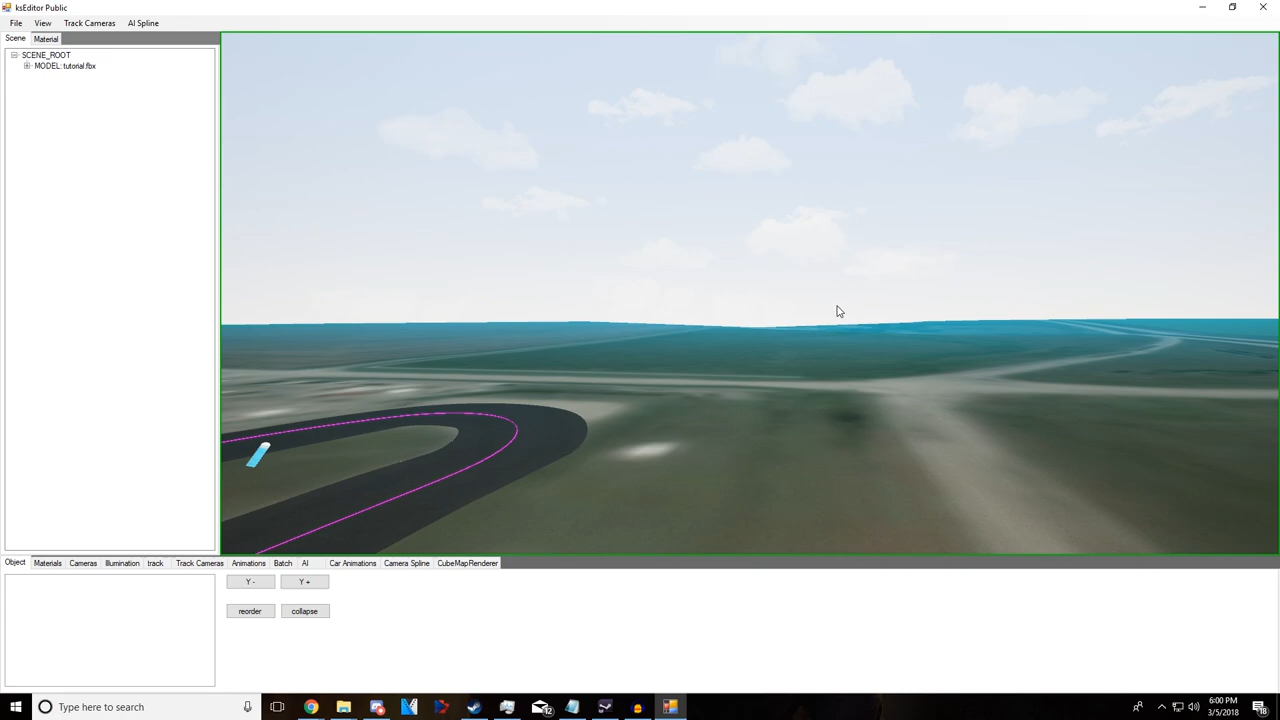 ksEditor Public
File View Track Cameras AI Spline
Scene Material
SCENE_ROOT
MODEL: tutorial.fbx
Object Materials Cameras Illumination track Track Cameras Animations Batch AI Car Animations Camera Spline CubeMapRenderer
Y - Y +
reorder collapse
Type here to search
12
6:00 PM
3/5/2018
18